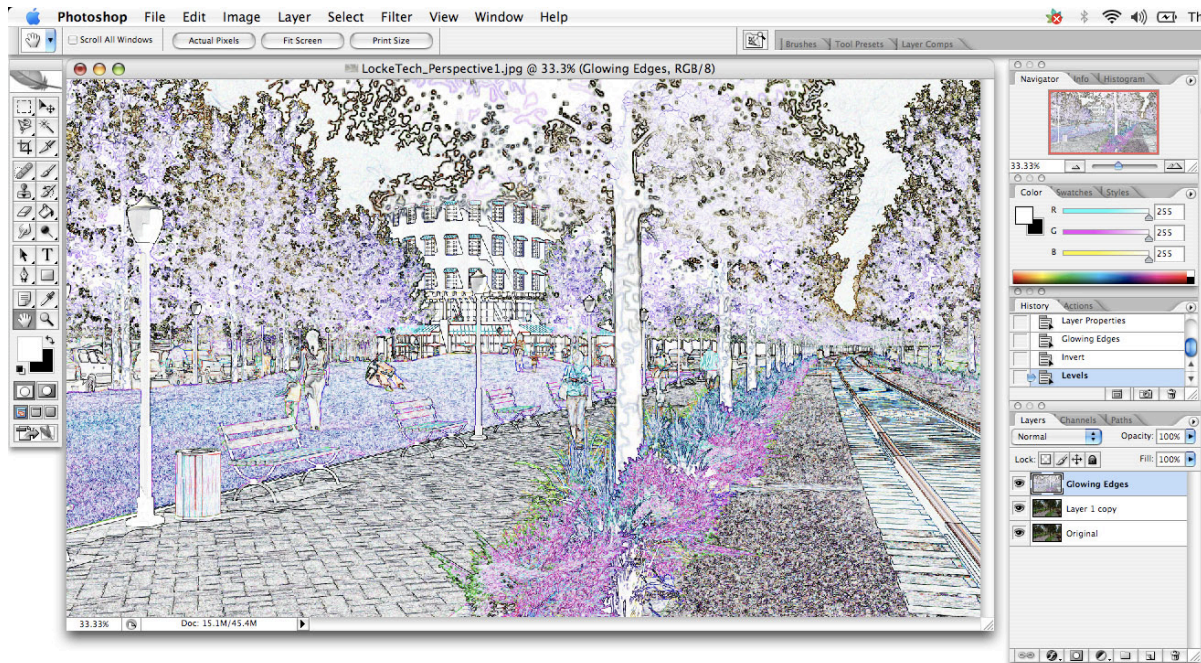 Photoshop File Edit Image Layer Select Filter View Window Help Th
Scroll All Windows Actual Pixels Fit Screen Print Size Brushes Tool Presets Layer Comps
LockeTech_Perspective1.jpg @ 33.3% (Glowing Edges, RGB/8)
Navigator Info Histogram
33.33%
Color Swatches Styles
R 255
G 255
B 255
History Actions
Layer Properties
Glowing Edges
Invert
Levels
Layers Channels Paths
Normal Opacity: 100%
Lock: Fill: 100%
Glowing Edges
Layer 1 copy
Original
T
33.33% Doc: 15.1M/45.4M